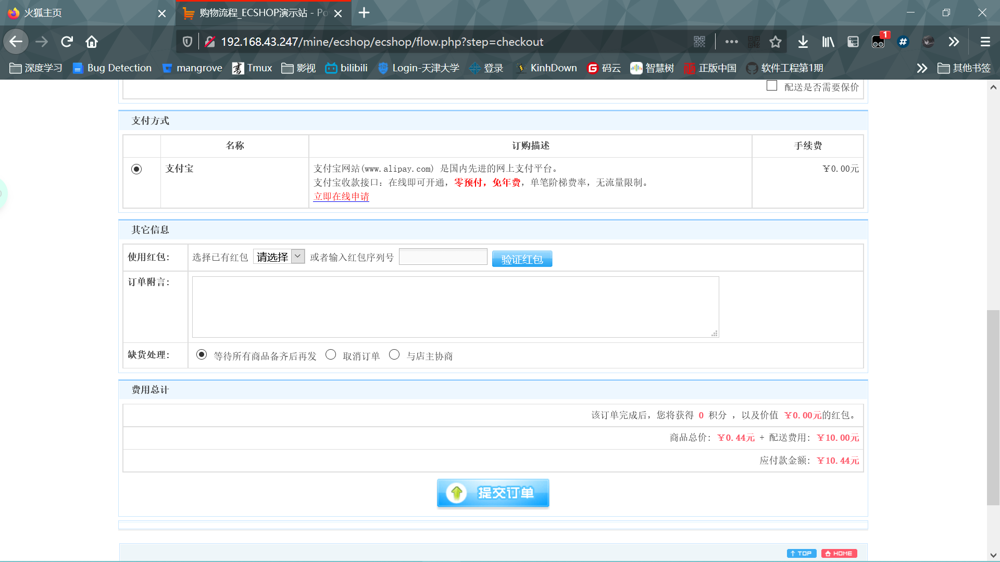 火狐主页
购物流程_ECSHOP演示站 - Po
192.168.43.247/mine/ecshop/ecshop/flow.php?step=checkout
1
#
深度学习
Bug Detection
mangrove
书 Tmux
影视
bilibili
Login-天津大学
登录
KinhDown
G 码云
智慧树
正版中国
软件工程第1期
其他书签
配送是否需要保价
支付方式
名称 订购描述 手续费
支付宝 支付宝网站(www.alipay.com) 是国内先进的网上支付平台。 ￥0.00元
支付宝收款接口：在线即可开通，零预付，免年费，单笔阶梯费率，无流量限制。
立即在线申请
其它信息
使用红包： 选择已有红包 请选择 或者输入红包序列号 验证红包
订单附言：
缺货处理： 等待所有商品备齐后再发 取消订单 与店主协商
费用总计
该订单完成后，您将获得 0 积分 ，以及价值 ￥0.00元的红包。
商品总价: ￥0.44元 + 配送费用: ￥10.00元
应付款金额: ￥10.44元
提交订单
TOP HOME